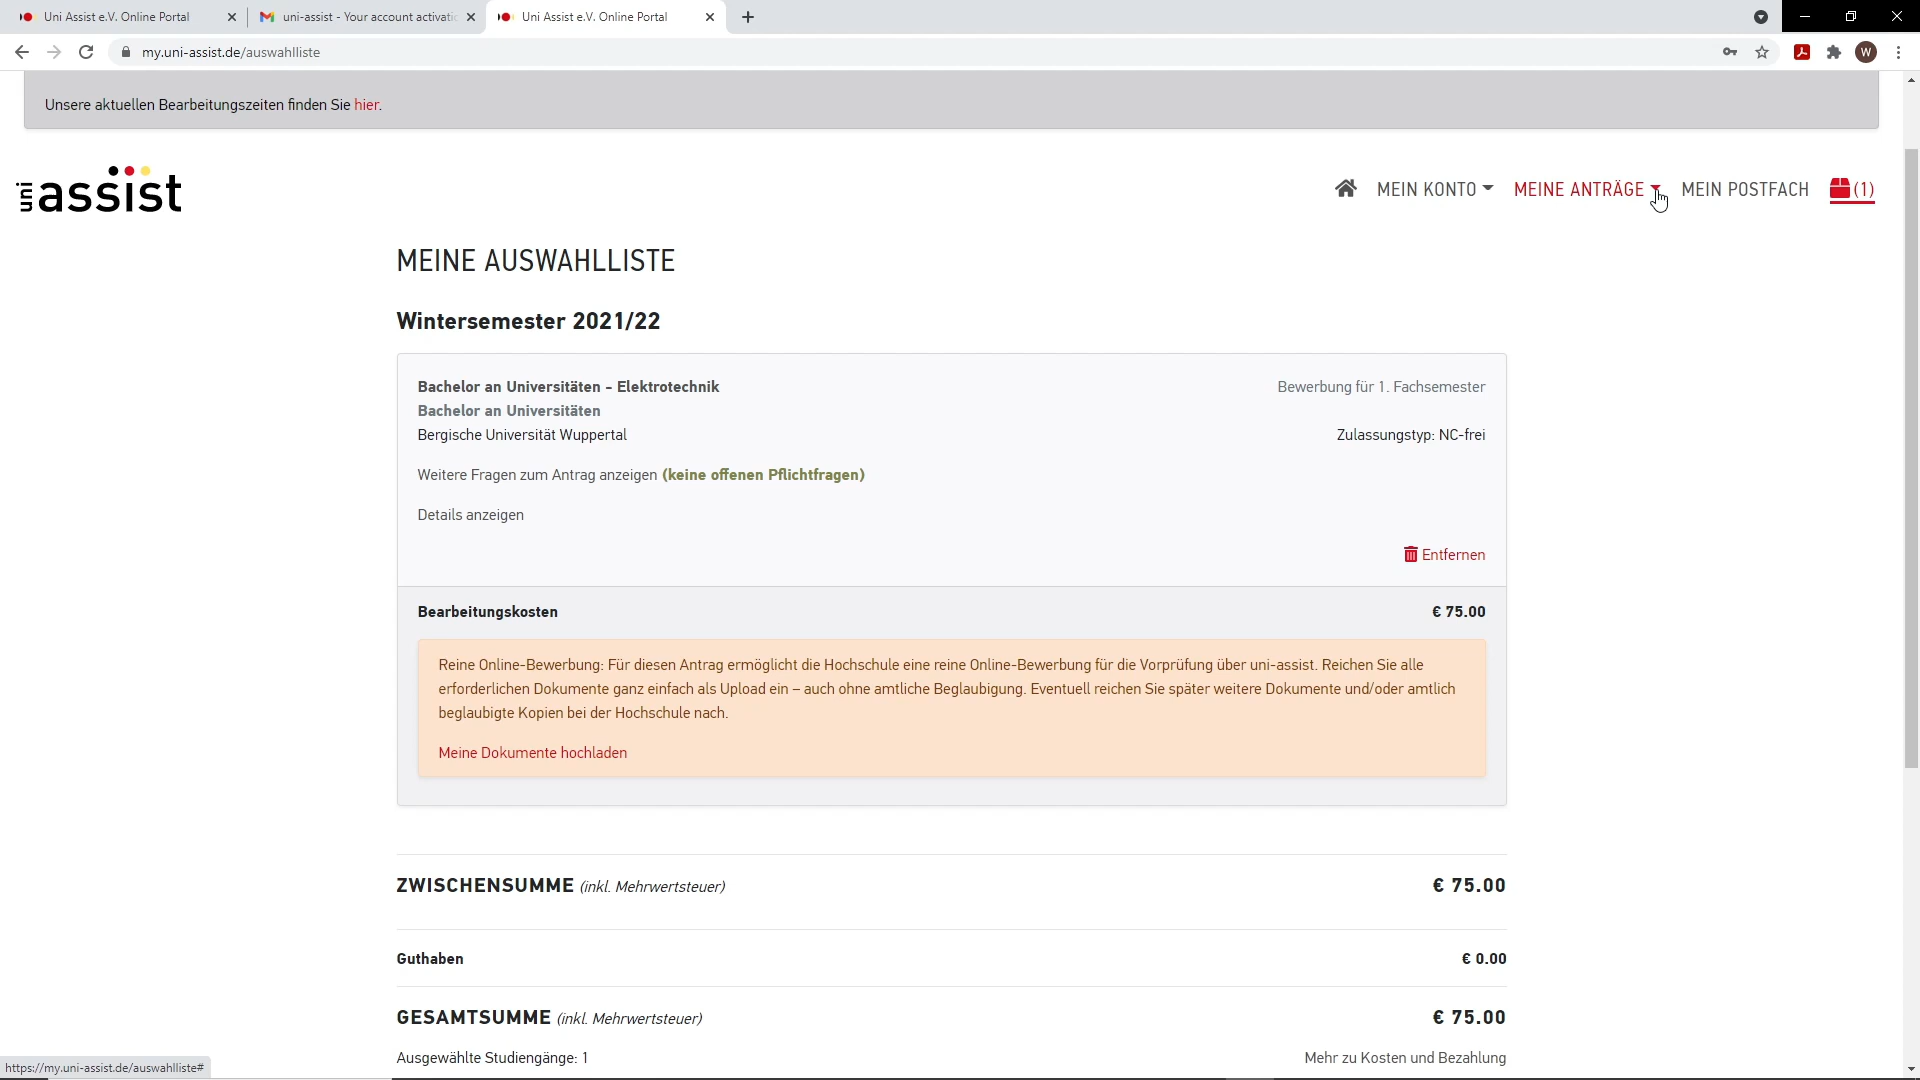 Uni Assist e.V. Online Portal
uni-assist - Your account activatic
Uni Assist e.V. Online Portal
my.uni-assist.de/auswahlliste
W
Unsere aktuellen Bearbeitungszeiten finden Sie hier.
uni assist
MEIN KONTO
MEINE ANTRÄGE
MEIN POSTFACH
(1)
MEINE AUSWAHLLISTE
Wintersemester 2021/22
Bachelor an Universitäten - Elektrotechnik
Bewerbung für 1. Fachsemester
Bachelor an Universitäten
Bergische Universität Wuppertal
Zulassungstyp: NC-frei
Weitere Fragen zum Antrag anzeigen (keine offenen Pflichtfragen)
Details anzeigen
Entfernen
Bearbeitungskosten
€ 75.00
Reine Online-Bewerbung: Für diesen Antrag ermöglicht die Hochschule eine reine Online-Bewerbung für die Vorprüfung über uni-assist. Reichen Sie alle
erforderlichen Dokumente ganz einfach als Upload ein – auch ohne amtliche Beglaubigung. Eventuell reichen Sie später weitere Dokumente und/oder amtlich
beglaubigte Kopien bei der Hochschule nach.
Meine Dokumente hochladen
ZWISCHENSUMME (inkl. Mehrwertsteuer)
€ 75.00
Guthaben
€ 0.00
GESAMTSUMME (inkl. Mehrwertsteuer)
€ 75.00
Ausgewählte Studiengänge: 1
Mehr zu Kosten und Bezahlung
https://my.uni-assist.de/auswahlliste#